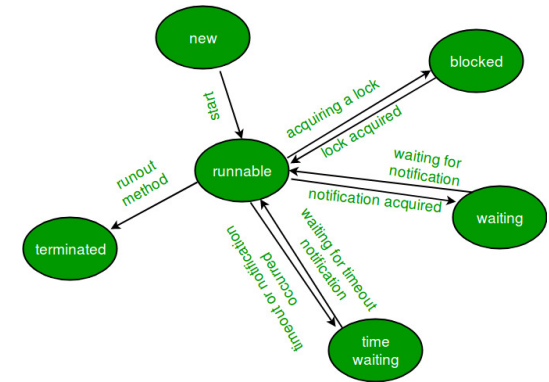 new
start
blocked
acquiring a lock
lock acquired
runnable
waiting for
notification
notification acquired
waiting
runout
method
terminated
waiting for timeout
notification
timeout or notification
occurred
time
waiting